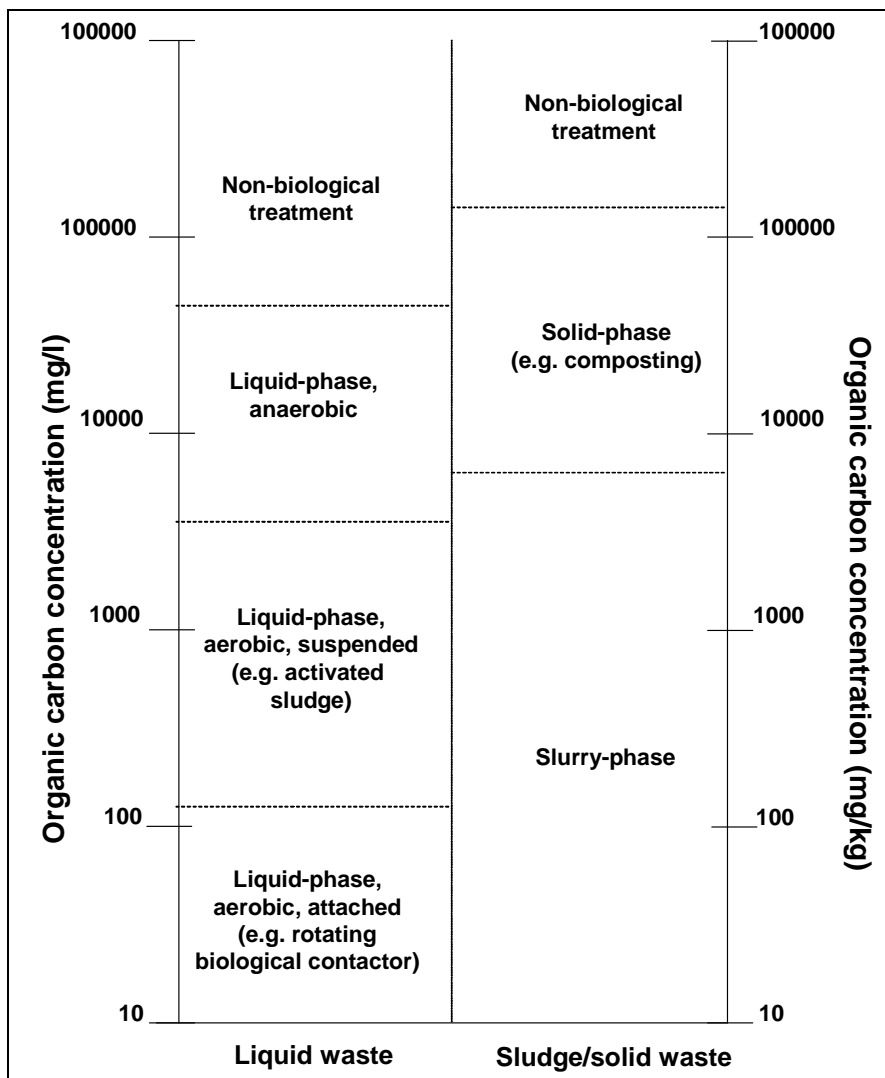 Organic carbon concentration (mg/l)
100000
100000
10000
1000
100
10
Non-biological
treatment
Liquid-phase,
anaerobic
Liquid-phase,
aerobic, suspended
(e.g. activated
sludge)
Liquid-phase,
aerobic, attached
(e.g. rotating
biological contactor)
Liquid waste
Non-biological
treatment
Solid-phase
(e.g. composting)
Slurry-phase
Sludge/solid waste
100000
100000
10000
1000
100
10
Organic carbon concentration (mg/kg)